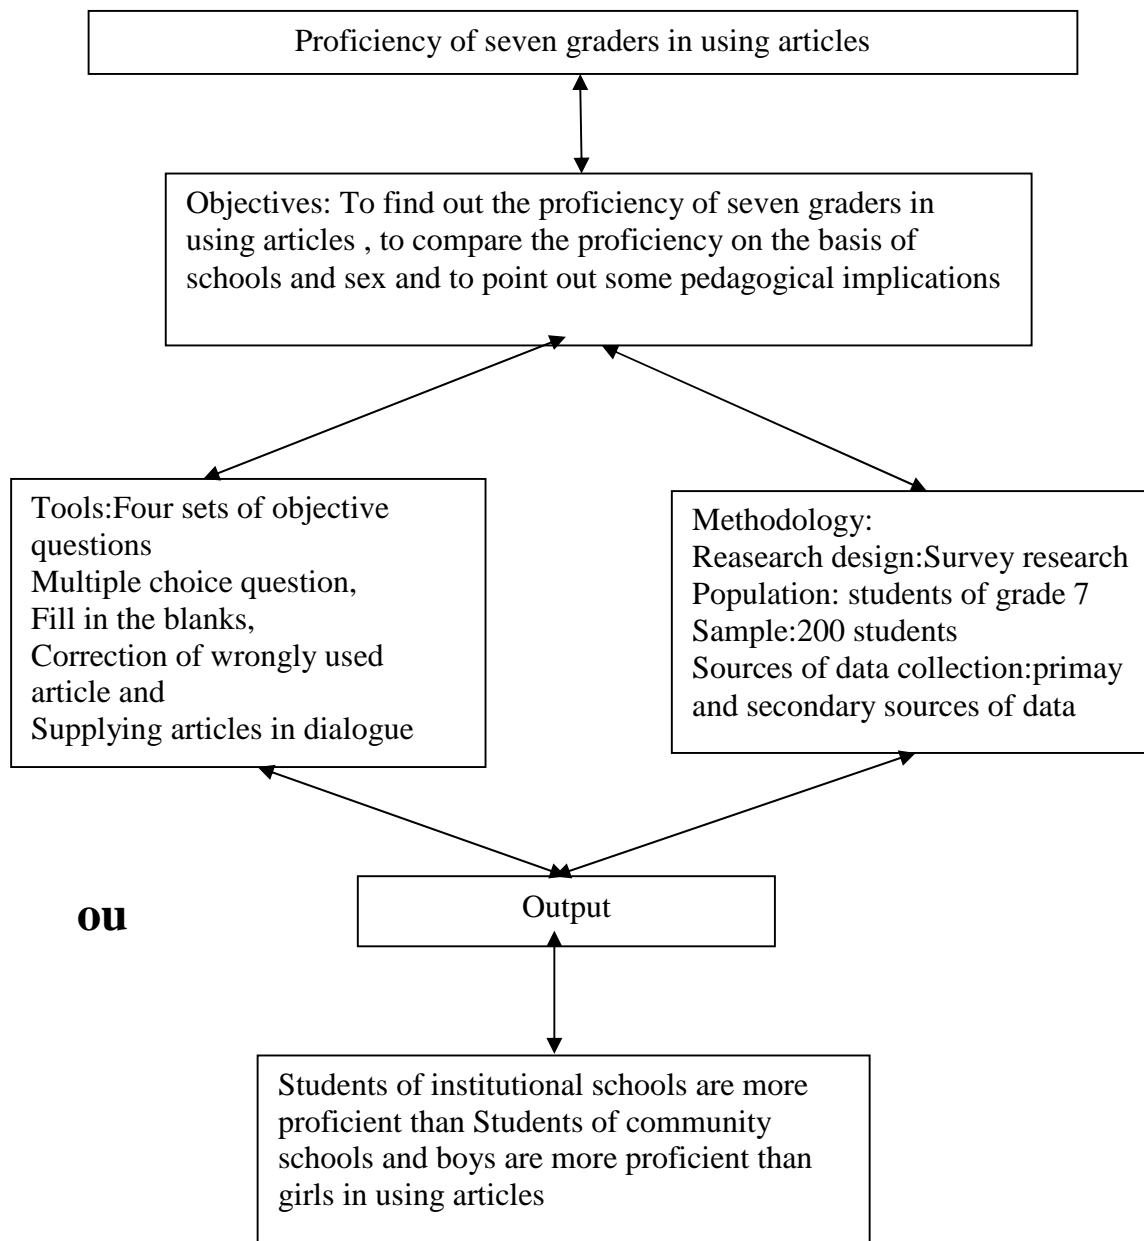 Proficiency of seven graders in using articles
Objectives: To find out the proficiency of seven graders in
using articles , to compare the proficiency on the basis of
schools and sex and to point out some pedagogical implications
Tools:Four sets of objective
questions
Multiple choice question,
Fill in the blanks,
Correction of wrongly used
article and
Supplying articles in dialogue
Methodology:
Reasearch design:Survey research
Population: students of grade 7
Sample:200 students
Sources of data collection:primay
and secondary sources of data
ou
Output
Students of institutional schools are more
proficient than Students of community
schools and boys are more proficient than
girls in using articles